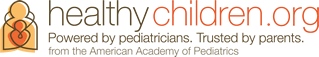 healthychildren.org
Powered by pediatricians. Trusted by parents.
from the American Academy of Pediatrics